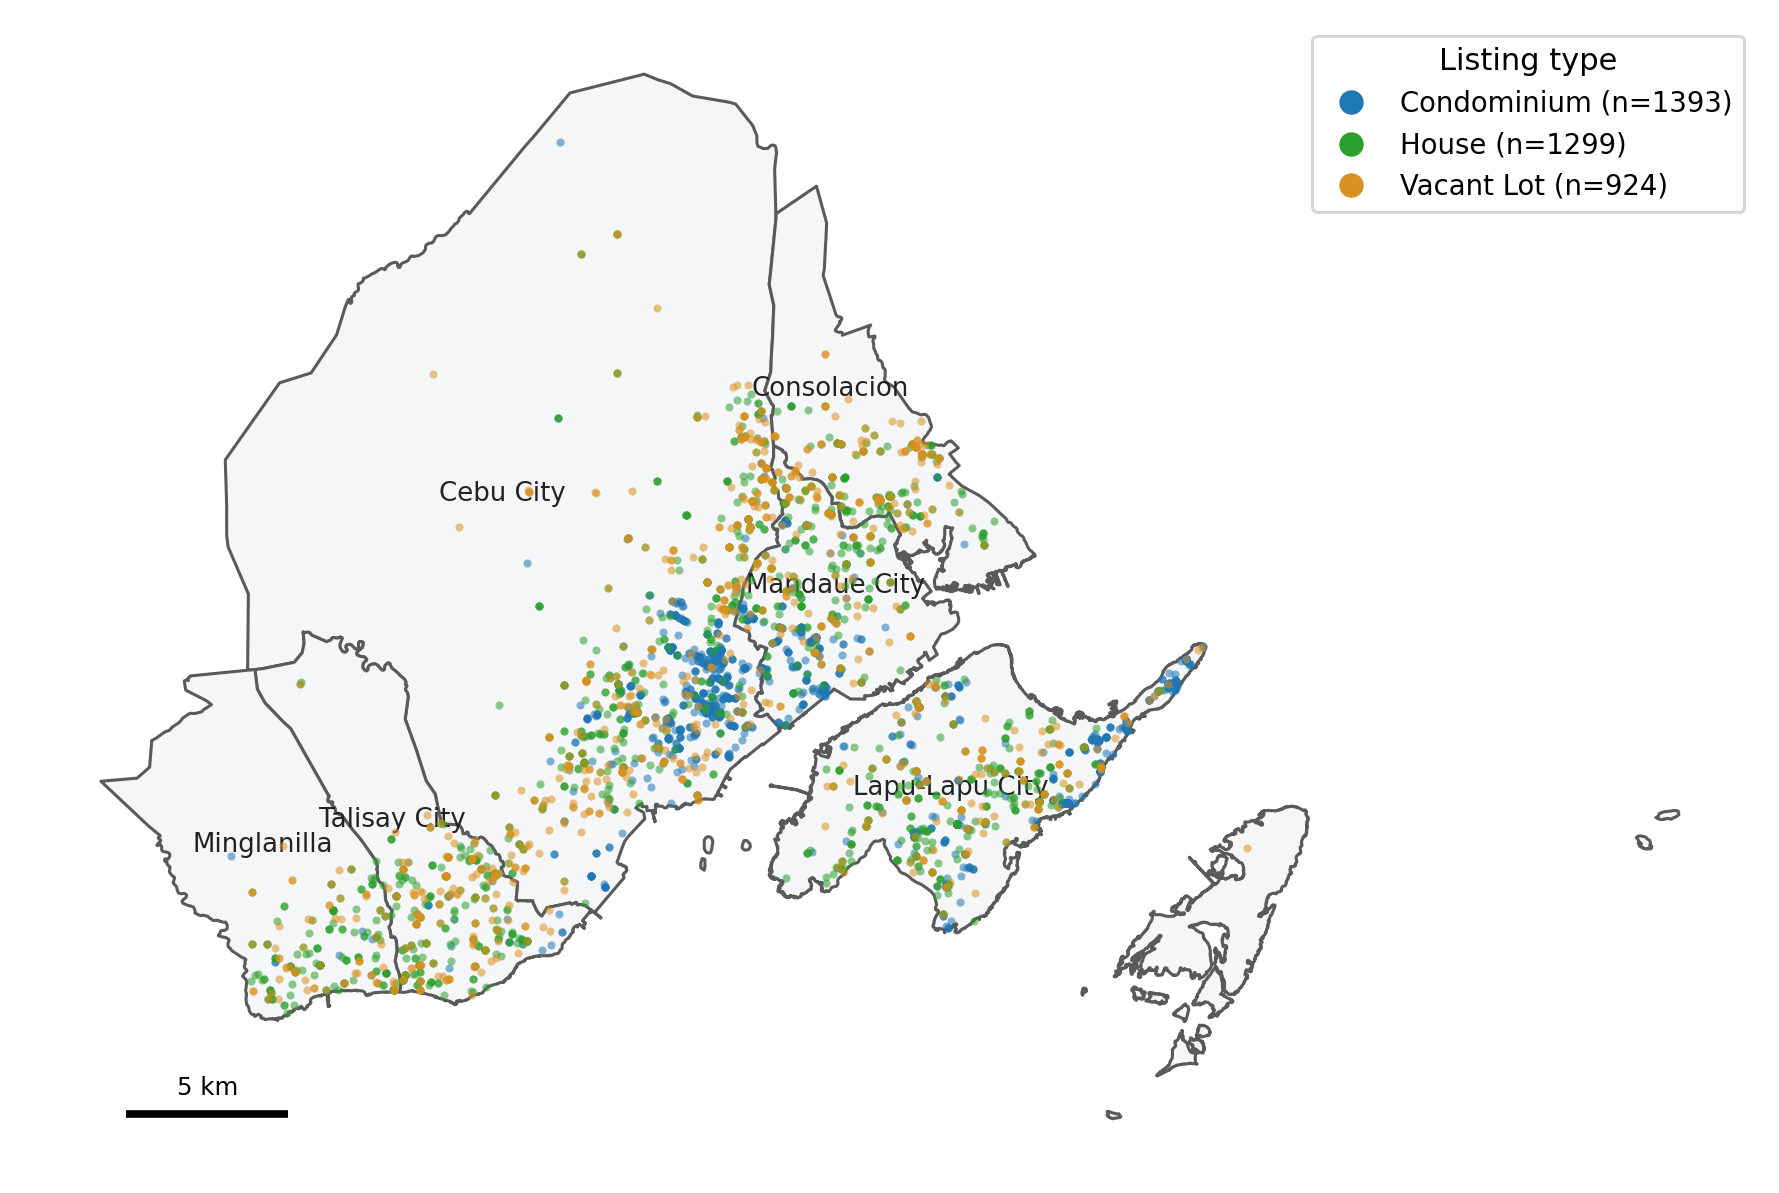 Listing type
Condominium (n=1393)
House (n=1299)
Vacant Lot (n=924)
Consolacion
Cebu City
Mandaue City
Lapu-Lapu City
Talisay City
Minglanilla
5 km